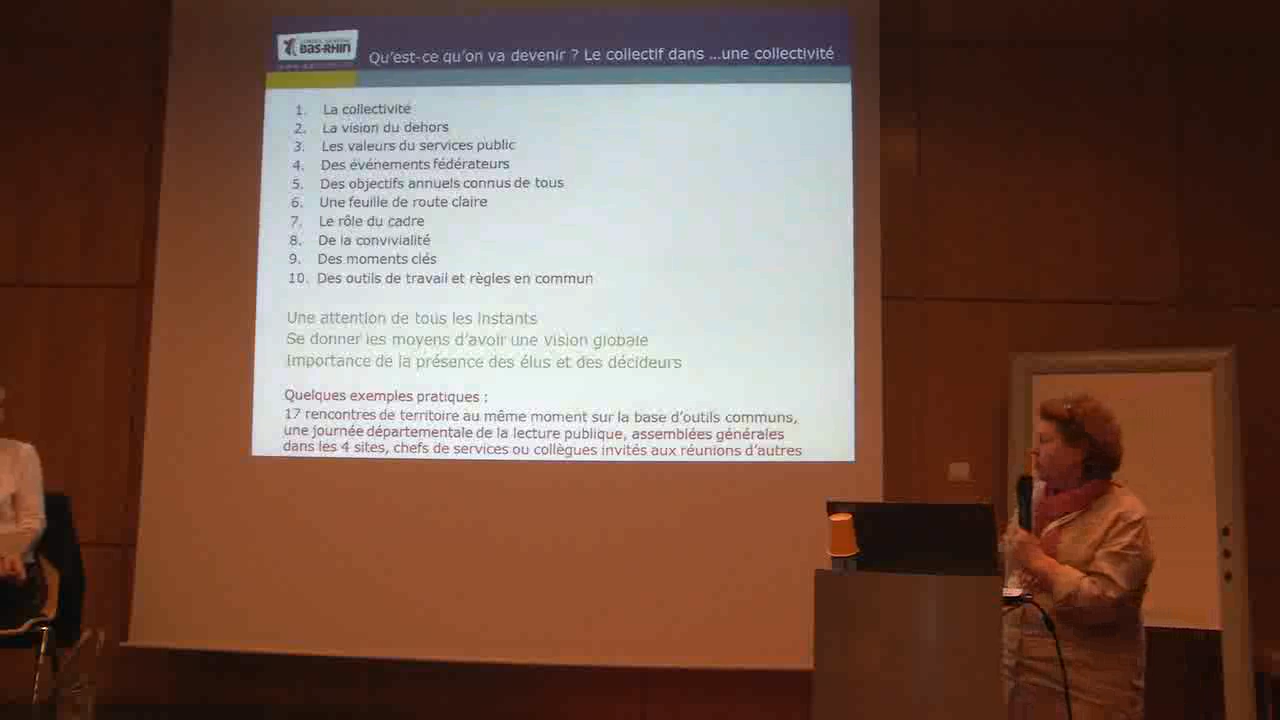 CONSEIL GÉNÉRAL
BAS-RHIN
Qu'est-ce qu'on va devenir ? Le collectif dans ...une collectivité
1. La collectivité
2. La vision du dehors
3. Les valeurs du services public
4. Des événements fédérateurs
5. Des objectifs annuels connus de tous
6. Une feuille de route claire
7. Le rôle du cadre
8. De la convivialité
9. Des moments clés
10. Des outils de travail et règles en commun
Une attention de tous les instants
Se donner les moyens d'avoir une vision globale
Importance de la présence des élus et des décideurs
Quelques exemples pratiques :
17 rencontres de territoire au même moment sur la base d'outils communs,
une journée départementale de la lecture publique, assemblées générales
dans les 4 sites, chefs de services ou collègues invités aux réunions d'autres